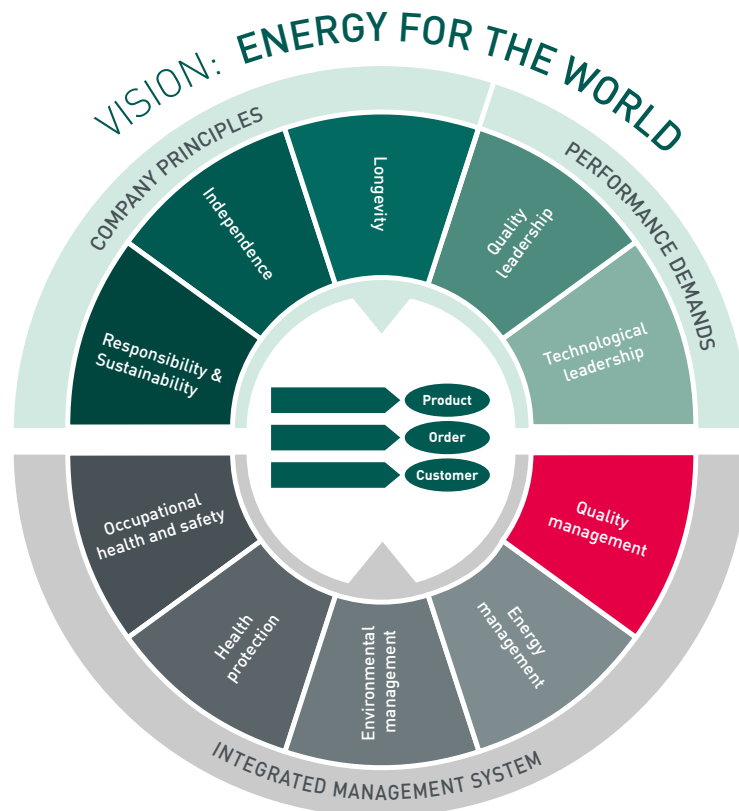 VISION: ENERGY FOR THE WORLD
COMPANY PRINCIPLES
PERFORMANCE DEMANDS
Responsibility &
Sustainability
Independence
Longevity
Quality
leadership
Technological
leadership
Product
Order
Customer
Occupational
health and safety
Health
protection
Environmental
management
Energy
management
Quality
management
INTEGRATED MANAGEMENT SYSTEM